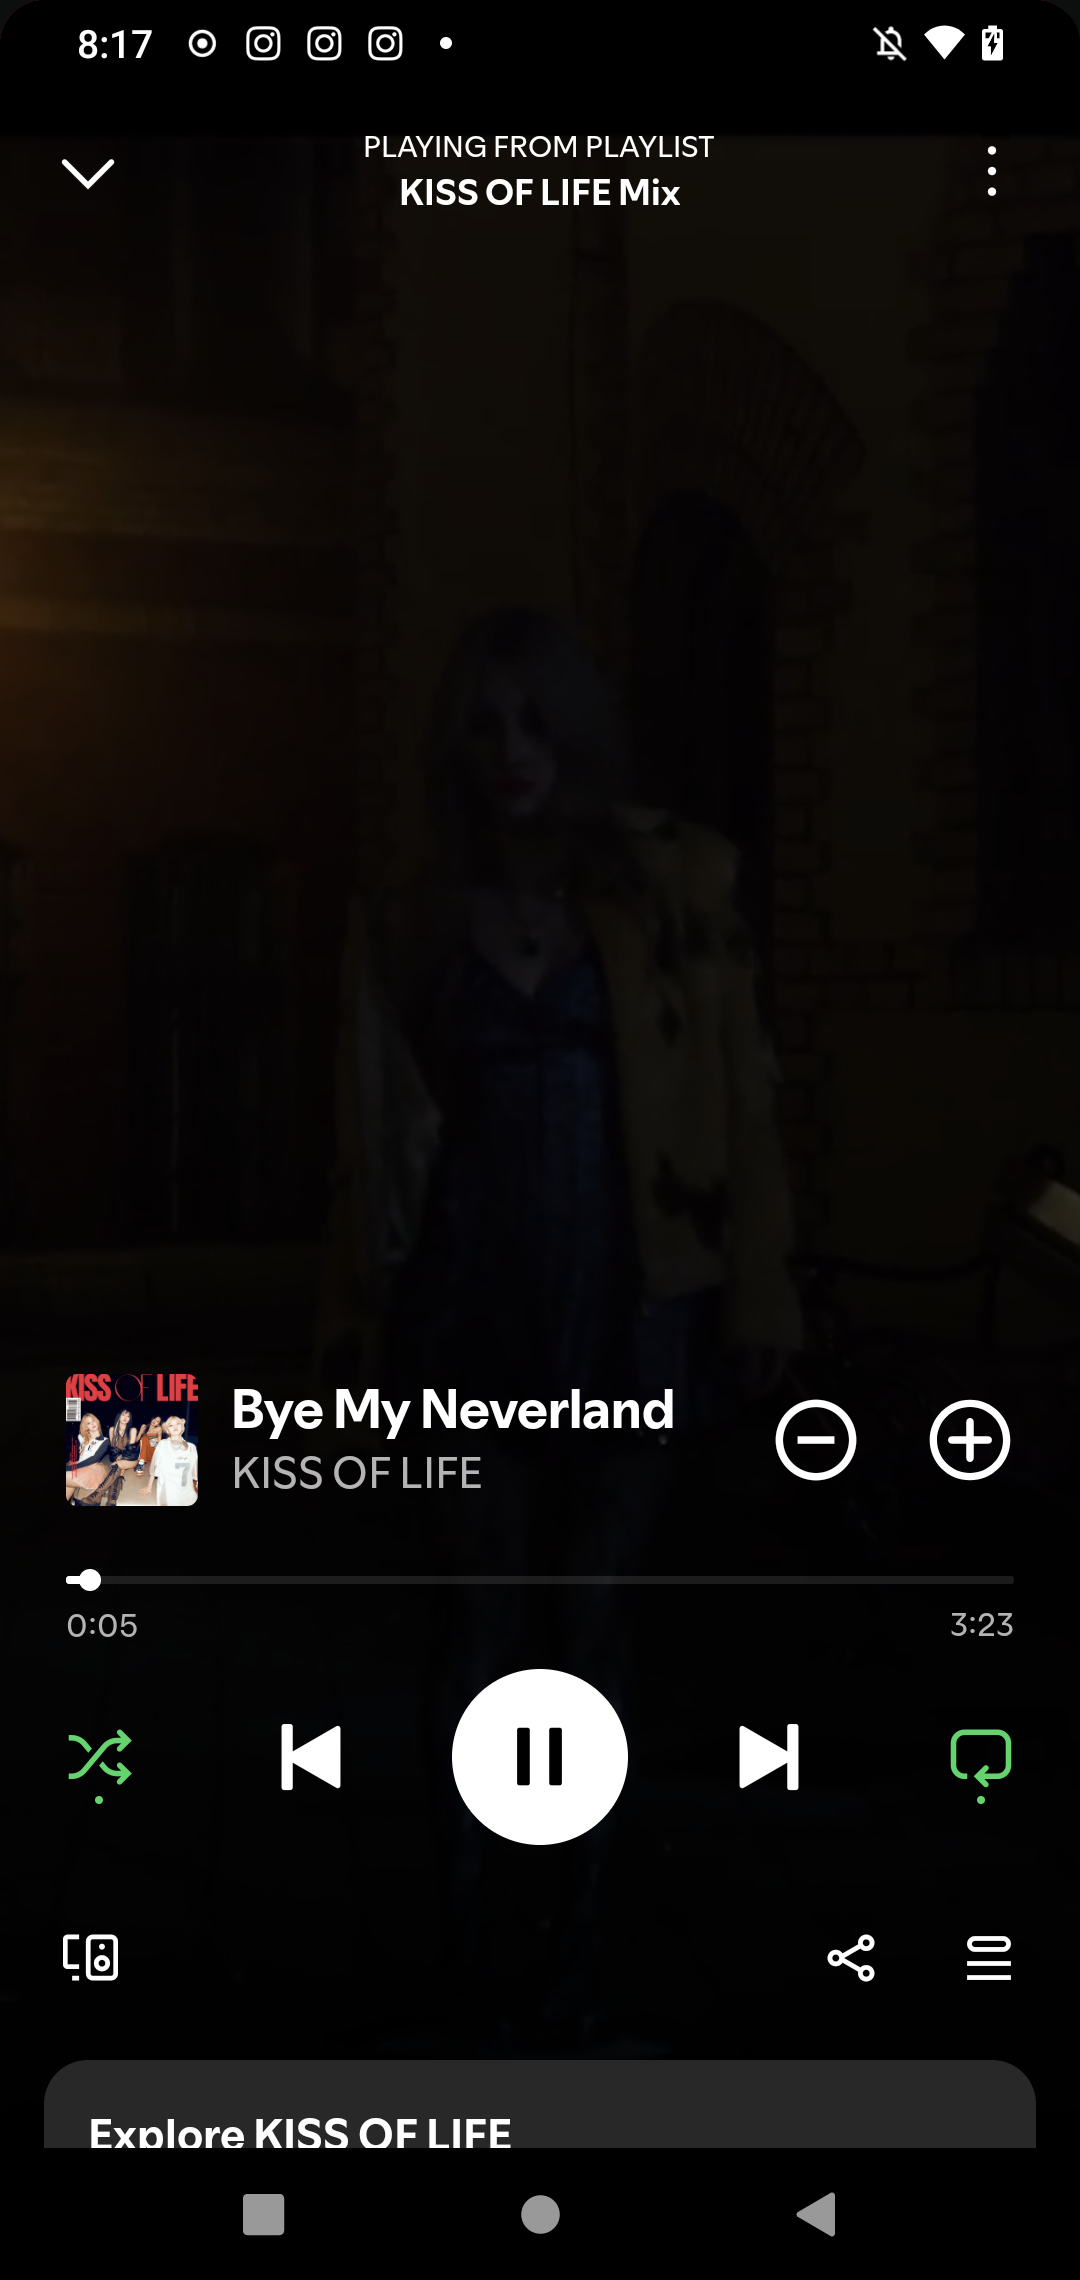 8:17
PLAYING FROM PLAYLIST
KISS OF LIFE Mix
KISS OF LIFE
7
Bye My Neverland
KISS OF LIFE
0:05
3:23
Explore KISS OF LIFE